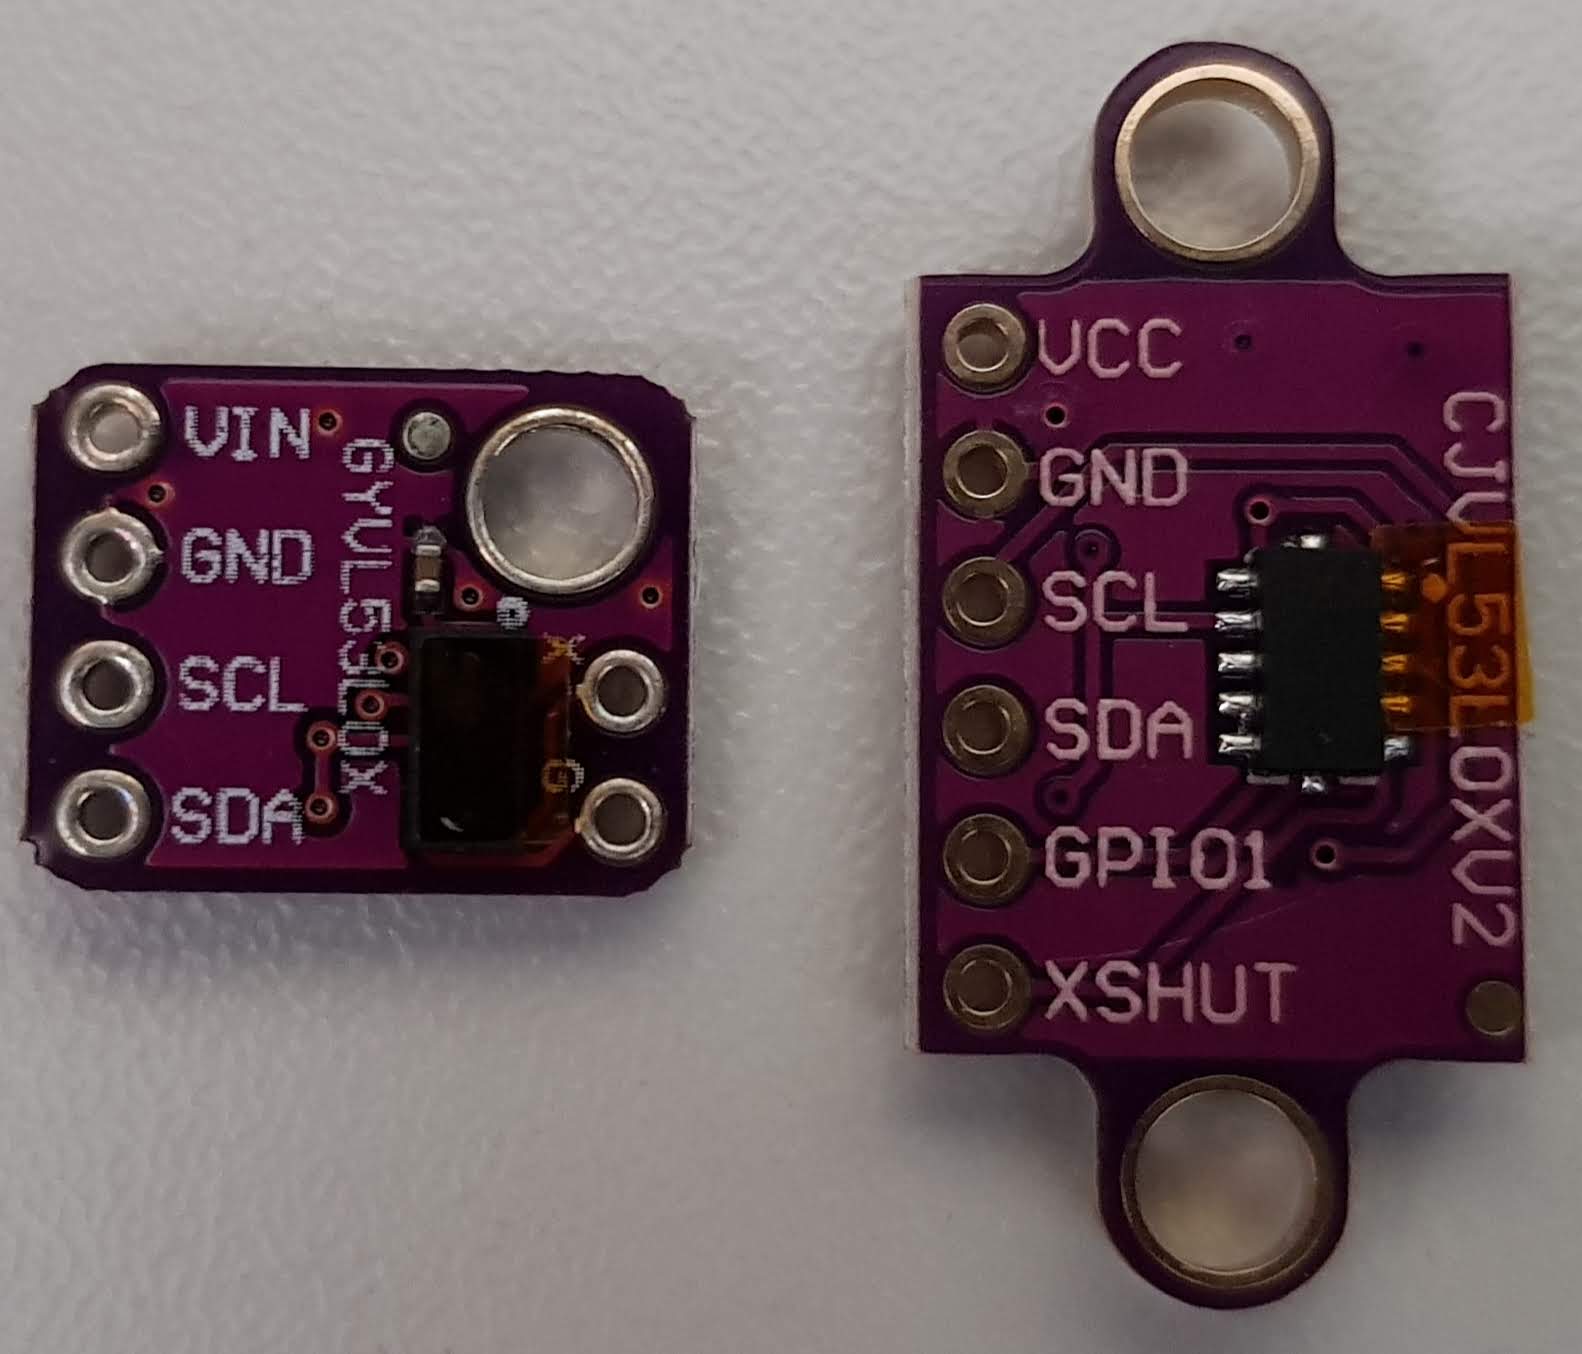 VIN
GND
SCL
SDA
GYVL53L0X
X
G
VCC
GND
SCL
SDA
GPIO1
XSHUT
CJVL53L0XV2